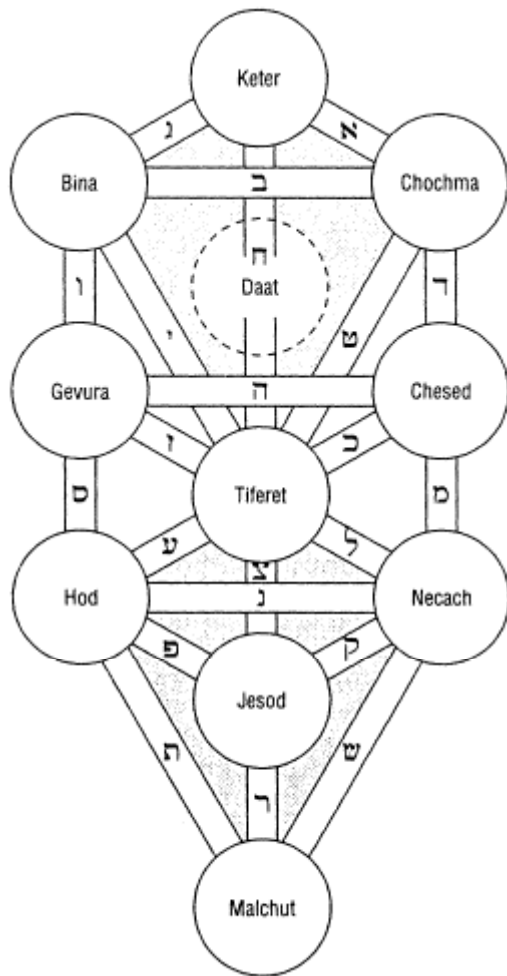 Keter
ג א
Bina ב Chochma
ח
Daat
ו י ט ד
Gevura ה Chesed
ז כ
ס Tiferet מ
ע ל
צ
Hod נ Necach
פ ק
Jesod
ת ש
ר
Malchut